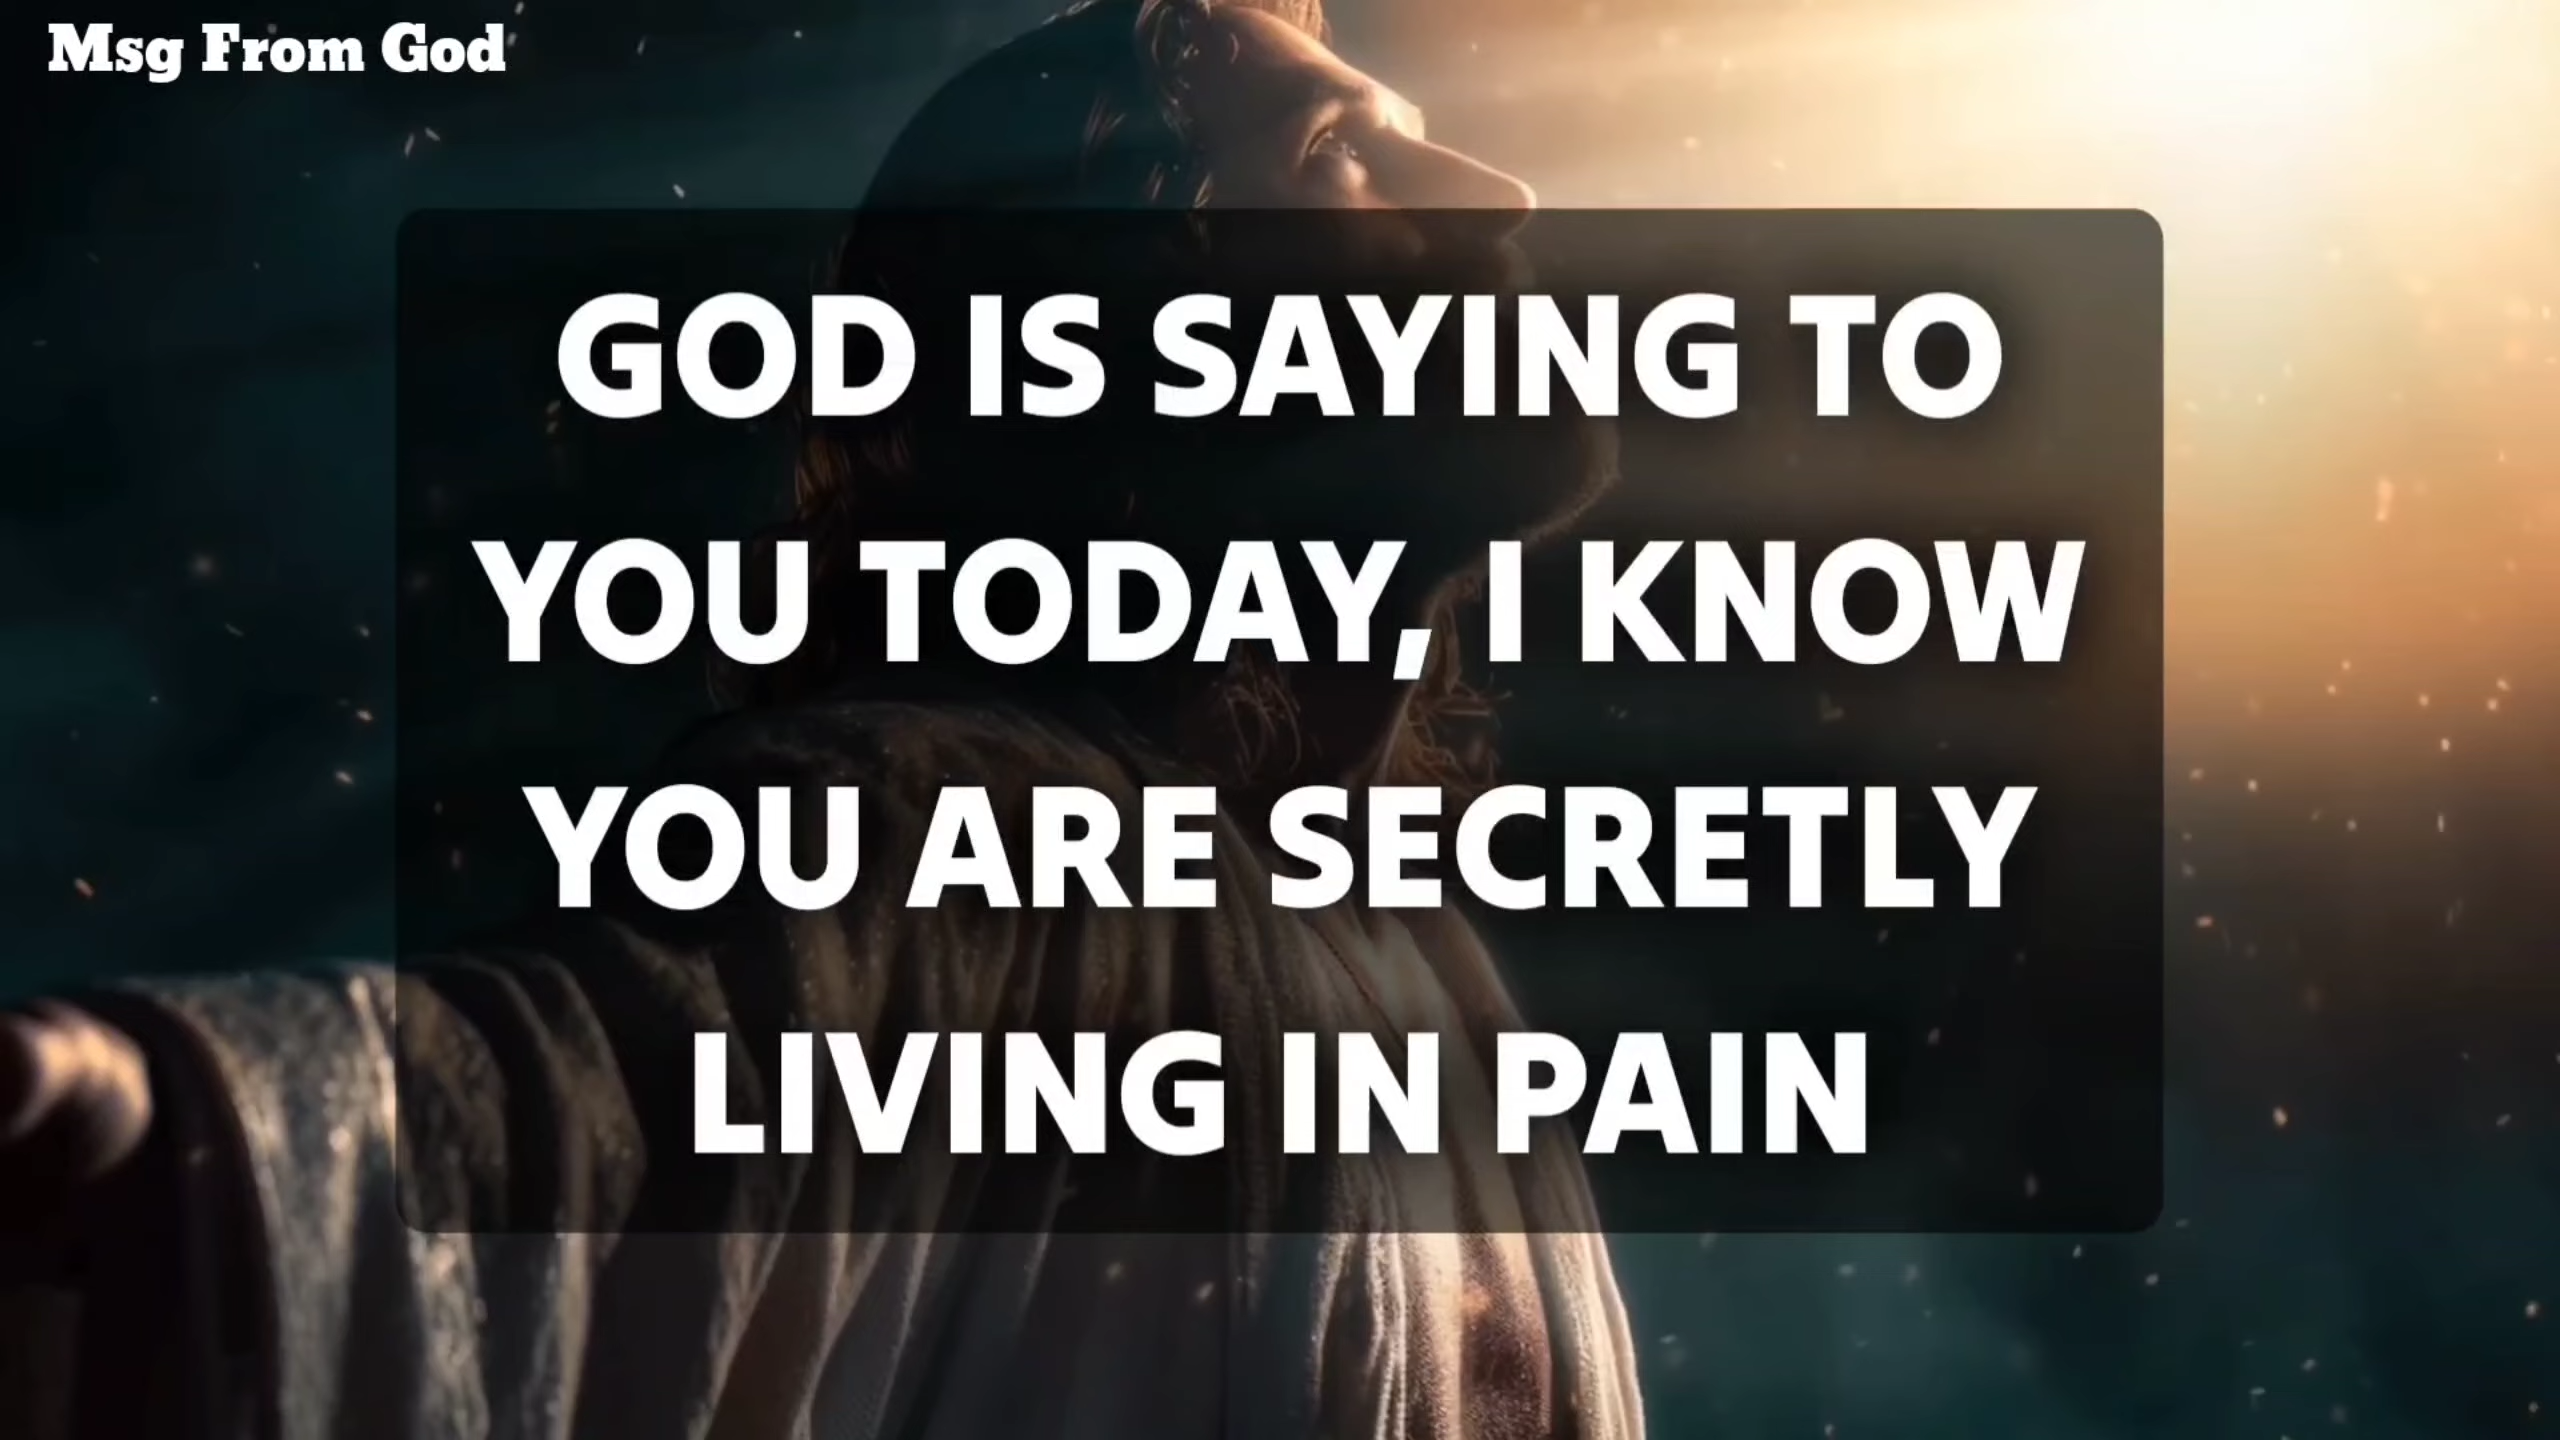 Msg From God
GOD IS SAYING TO
YOU TODAY, I KNOW
YOU ARE SECRETLY
LIVING IN PAIN